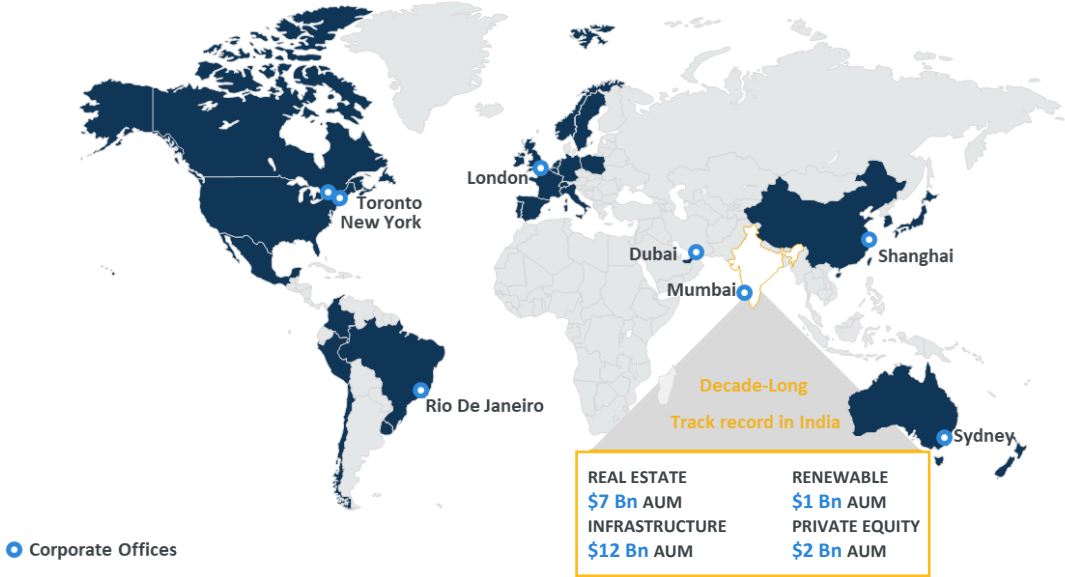 London
Toronto
New York
Dubai
Shanghai
Mumbai
Decade-Long
Rio De Janeiro
Track record in India
Sydney
REAL ESTATE
$7 Bn AUM
RENEWABLE
$1 Bn AUM
INFRASTRUCTURE
$12 Bn AUM
PRIVATE EQUITY
$2 Bn AUM
Corporate Offices